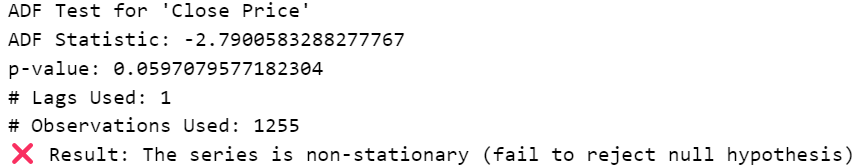 ADF Test for 'Close Price'
ADF Statistic: -2.7900583288277767
p-value: 0.0597079577182304
# Lags Used: 1
# Observations Used: 1255
❌ Result: The series is non-stationary (fail to reject null hypothesis)